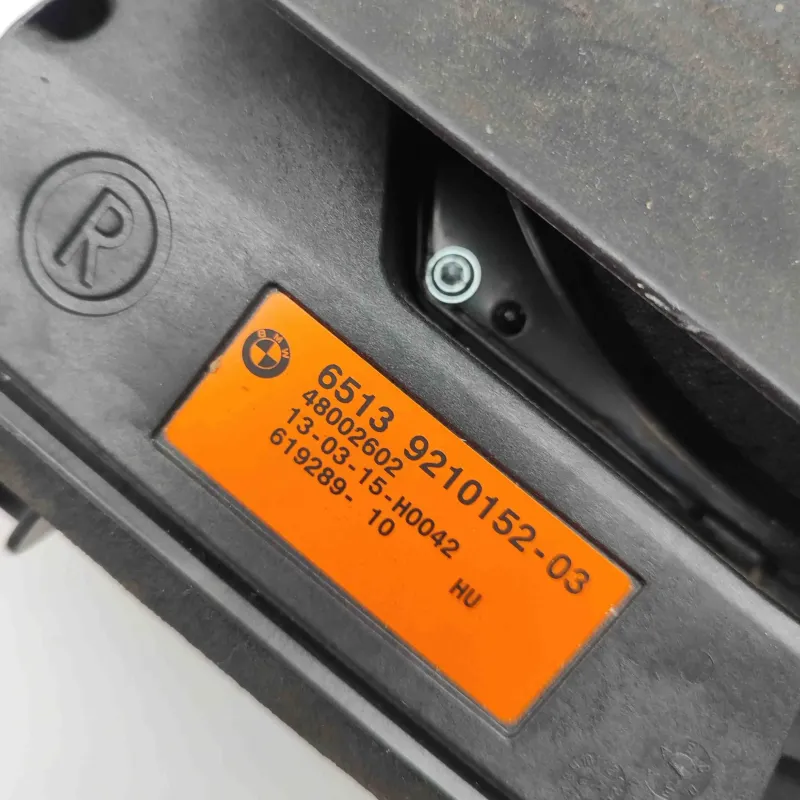 R
BMW
6513 9210152-03
48002602
13-03-15-H0042
619289- 10
HU